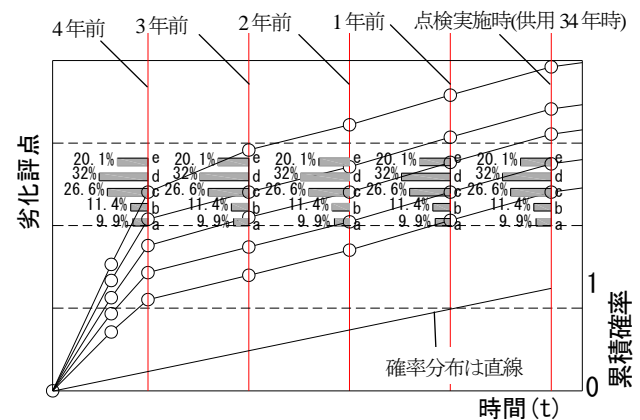 4年前
3年前
2年前
1年前
点検実施時(供用34年時)
劣化評点
20.1% e
32% d
26.6% c
11.4% b
9.9% a
20.1% e
32% d
26.6% c
11.4% b
9.9% a
20.1% e
32% d
26.6% c
11.4% b
9.9% a
20.1% e
32% d
26.6% c
11.4% b
9.9% a
20.1% e
32% d
26.6% c
11.4% b
9.9% a
1
累積確率
確率分布は直線
0
時間(t)